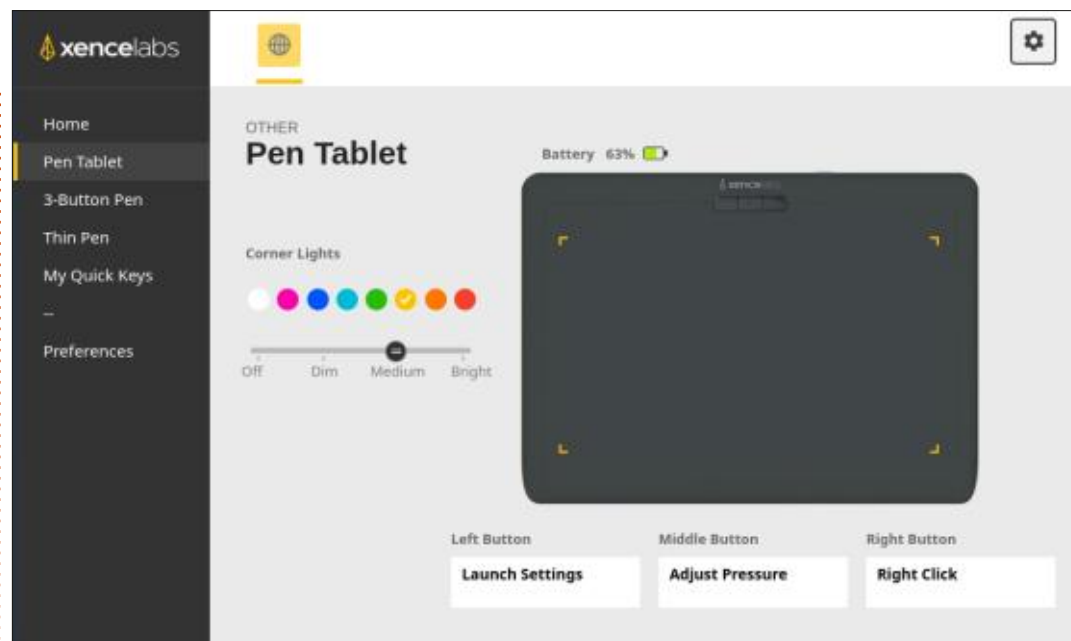 xencelabs
Home
Pen Tablet
3-Button Pen
Thin Pen
My Quick Keys
--
Preferences
OTHER
Pen Tablet
Battery 63%
Corner Lights
Off Dim Medium Bright
Left Button Middle Button Right Button
Launch Settings Adjust Pressure Right Click